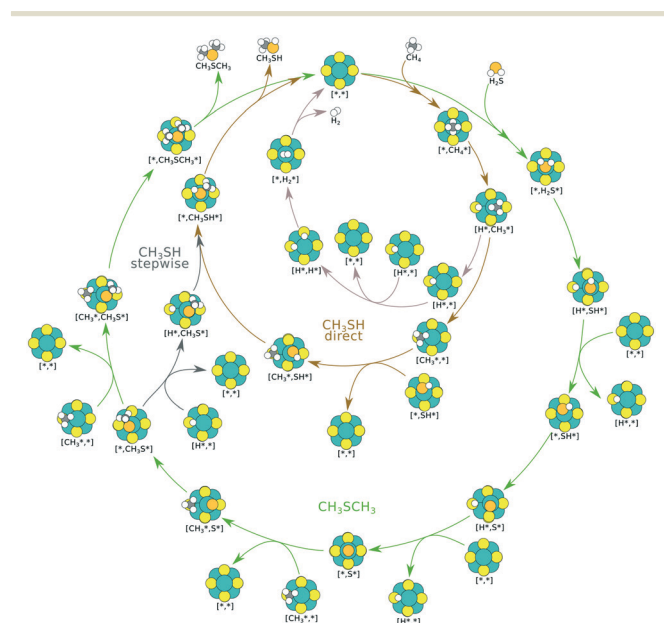 CH₃SCH₃
CH₃SH
CH₄
H₂S
[*,*]
H₂
[*,CH₃SCH₃*]
[*,H₂*]
[*,CH₄*]
[*,H₂S*]
[*,CH₃SH*]
[H*,CH₃*]
CH₃SH
stepwise
[H*,H*]
[*,*]
[H*,*]
[H*,*]
[CH₃*,CH₃S*]
[H*,CH₃S*]
[H*,SH*]
CH₃SH
direct
[*,*]
[CH₃*,*]
[*,*]
[CH₃*,SH*]
[*,*]
[*,SH*]
[H*,*]
[CH₃*,*]
[*,CH₃S*]
[H*,*]
[*,*]
[*,SH*]
CH₃SCH₃
[CH₃*,S*]
[H*,S*]
[*,S*]
[*,*]
[*,*]
[CH₃*,*]
[H*,*]